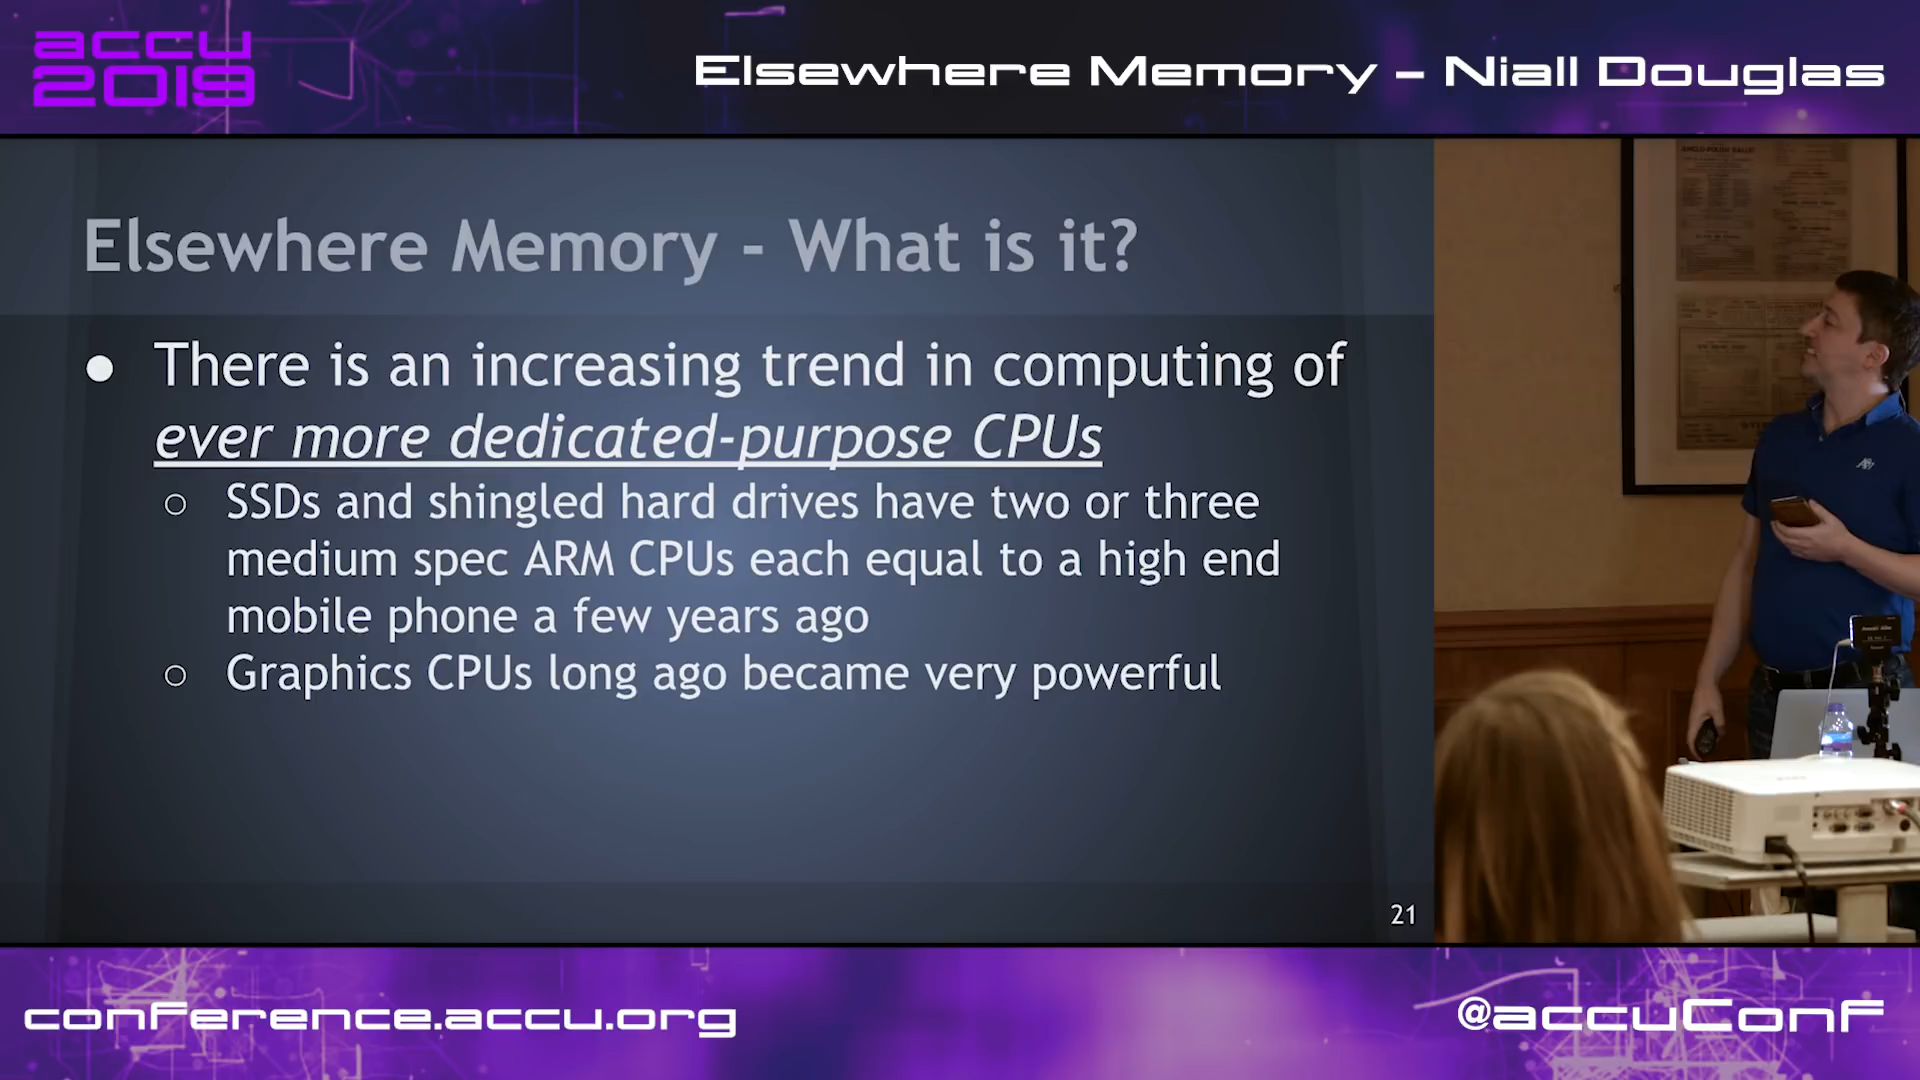 accu
2019
Elsewhere Memory – Niall Douglas
Elsewhere Memory - What is it?
● There is an increasing trend in computing of
ever more dedicated-purpose CPUs
○ SSDs and shingled hard drives have two or three
medium spec ARM CPUs each equal to a high end
mobile phone a few years ago
○ Graphics CPUs long ago became very powerful
21
conference.accu.org
@accuConf